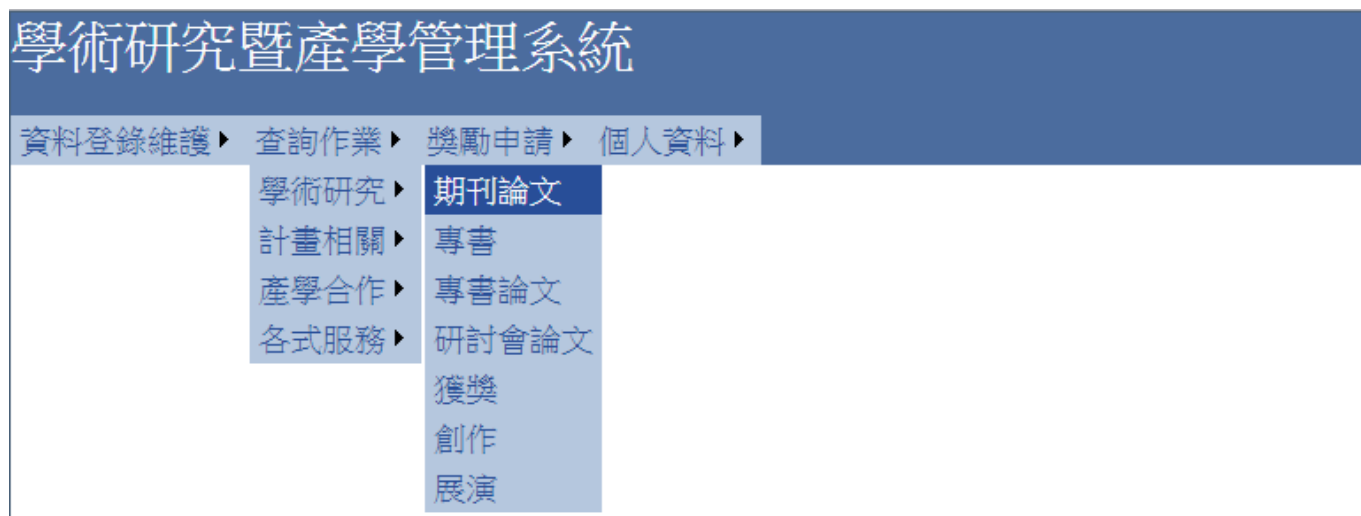 學術研究暨產學管理系統
資料登錄維護 查詢作業 獎勵申請 個人資料
學術研究 期刊論文
計畫相關 專書
產學合作 專書論文
各式服務 研討會論文
獲獎
創作
展演